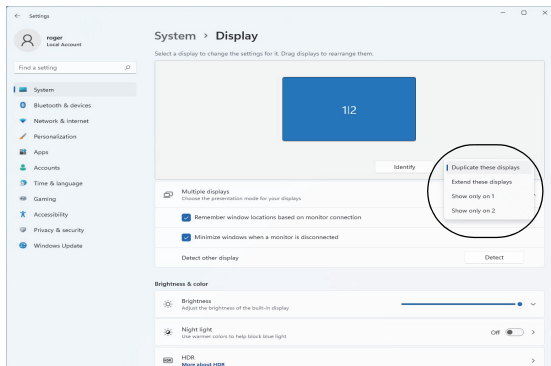 Settings
roger
Local Account
Find a setting
System
Bluetooth & devices
Network & internet
Personalization
Apps
Accounts
Time & language
Gaming
Accessibility
Privacy & security
Windows Update
System > Display
Select a display to change the settings for it. Drag displays to rearrange them.
1|2
Identify
Duplicate these displays
Extend these displays
Show only on 1
Show only on 2
Multiple displays
Choose the presentation mode for your displays
Remember window locations based on monitor connection
Minimize windows when a monitor is disconnected
Detect other display
Detect
Brightness & color
Brightness
Adjust the brightness of the built-in display
Night light
Use warmer colors to help block blue light
Off
HDR
HDR
More about HDR